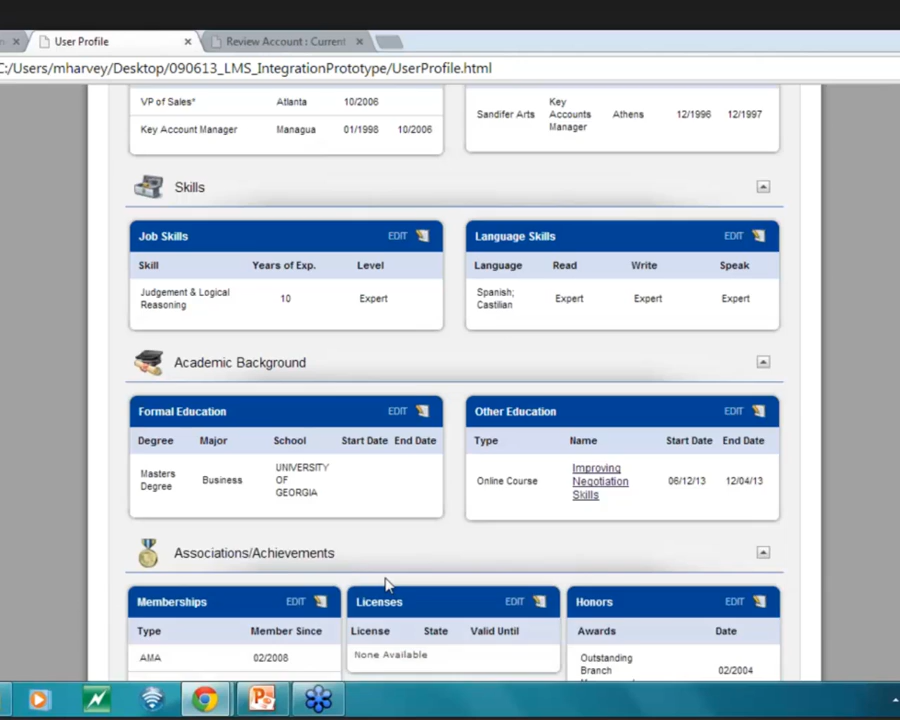 User Profile
Review Account : Current
C:/Users/mharvey/Desktop/090613_LMS_IntegrationPrototype/UserProfile.html
VP of Sales* Atlanta 10/2006
Key Account Manager Managua 01/1998 10/2006
Sandifer Arts Key Accounts Manager Athens 12/1996 12/1997
Skills
Job Skills EDIT
Skill Years of Exp. Level
Judgement & Logical
Reasoning
10 Expert
Language Skills EDIT
Language Read Write Speak
Spanish;
Castilian
Expert Expert Expert
Academic Background
Formal Education EDIT
Degree Major School Start Date End Date
Masters
Degree
Business
UNIVERSITY
OF
GEORGIA
Other Education EDIT
Type Name Start Date End Date
Online Course
Improving
Negotiation
Skills
06/12/13 12/04/13
Associations/Achievements
Memberships EDIT
Type Member Since
AMA 02/2008
Licenses EDIT
License State Valid Until
None Available
Honors EDIT
Awards Date
Outstanding
Branch
02/2004